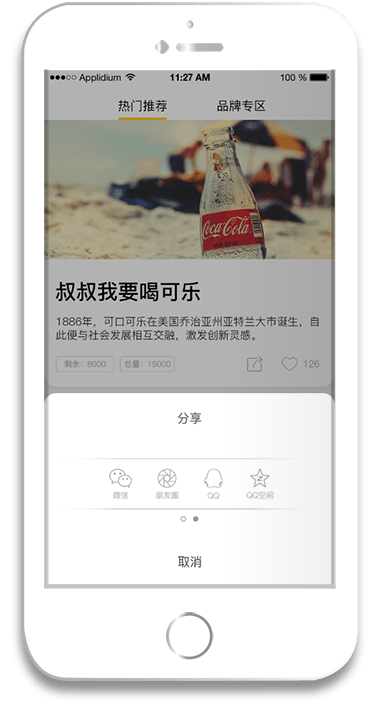 Applidium 11:27 AM 100 %
热门推荐 品牌专区
Coca-Cola
叔叔我要喝可乐
1886年，可口可乐在美国乔治亚州亚特兰大市诞生，自
此便与社会发展相互交融，激发创新灵感。
剩余：8000 总量：15000 126
分享
微信 朋友圈 QQ QQ空间
取消